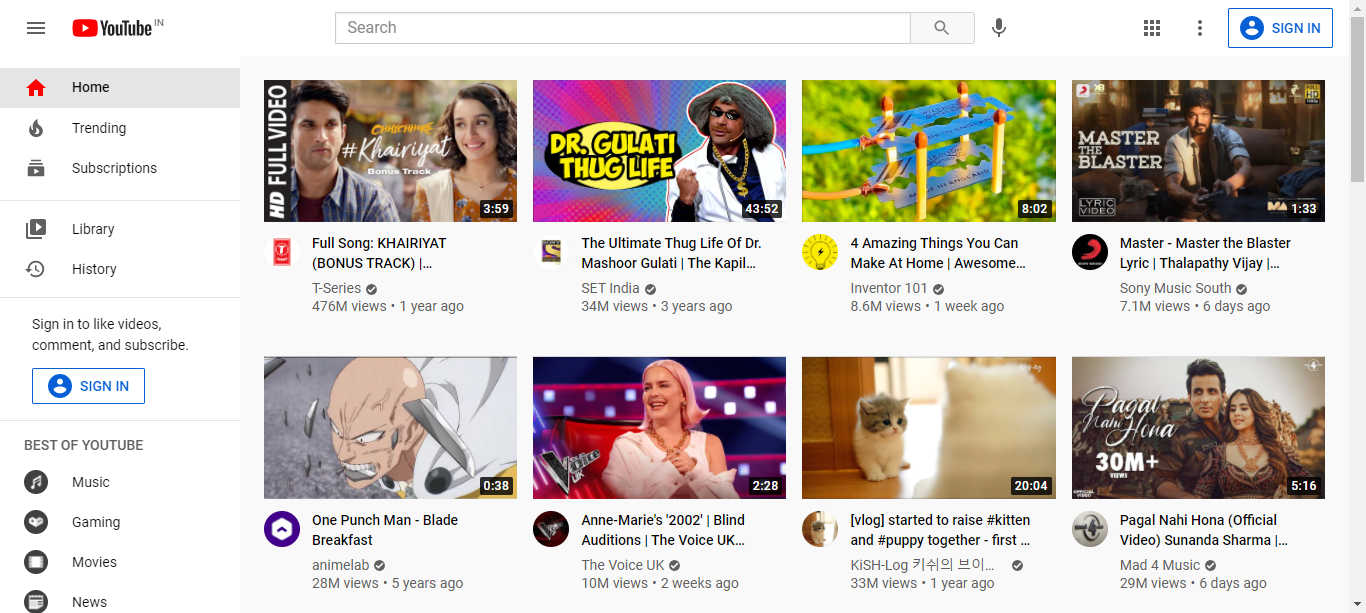 YouTube IN
Search
SIGN IN
Home
Trending
Subscriptions
Library
History
Sign in to like videos,
comment, and subscribe.
SIGN IN
BEST OF YOUTUBE
Music
Gaming
Movies
News
HD FULL VIDEO
CHHICHHORE
#Khairiyat
Bonus Track
3:59
Full Song: KHAIRIYAT
(BONUS TRACK) |...
T-Series
476M views • 1 year ago
DR. GULATI
THUG LIFE
43:52
The Ultimate Thug Life Of Dr.
Mashoor Gulati | The Kapil...
SET India
34M views • 3 years ago
MADE IN ENGLAND
8:02
4 Amazing Things You Can
Make At Home | Awesome...
Inventor 101
8.6M views • 1 week ago
HD
MASTER
THE
BLASTER
LYRIC
VIDEO
1:33
Master - Master the Blaster
Lyric | Thalapathy Vijay |...
Sony Music South
7.1M views • 6 days ago
0:38
One Punch Man - Blade
Breakfast
animelab
28M views • 5 years ago
Voice
UK
2:28
Anne-Marie's '2002' | Blind
Auditions | The Voice UK...
The Voice UK
10M views • 2 weeks ago
20:04
[vlog] started to raise #kitten
and #puppy together - first ...
KiSH-Log 키쉬의 브이...
33M views • 1 year ago
Pagal
Nahi Hona
30M+
VIEWS
OFFICIAL
VIDEO
5:16
Pagal Nahi Hona (Official
Video) Sunanda Sharma |...
Mad 4 Music
29M views • 6 days ago